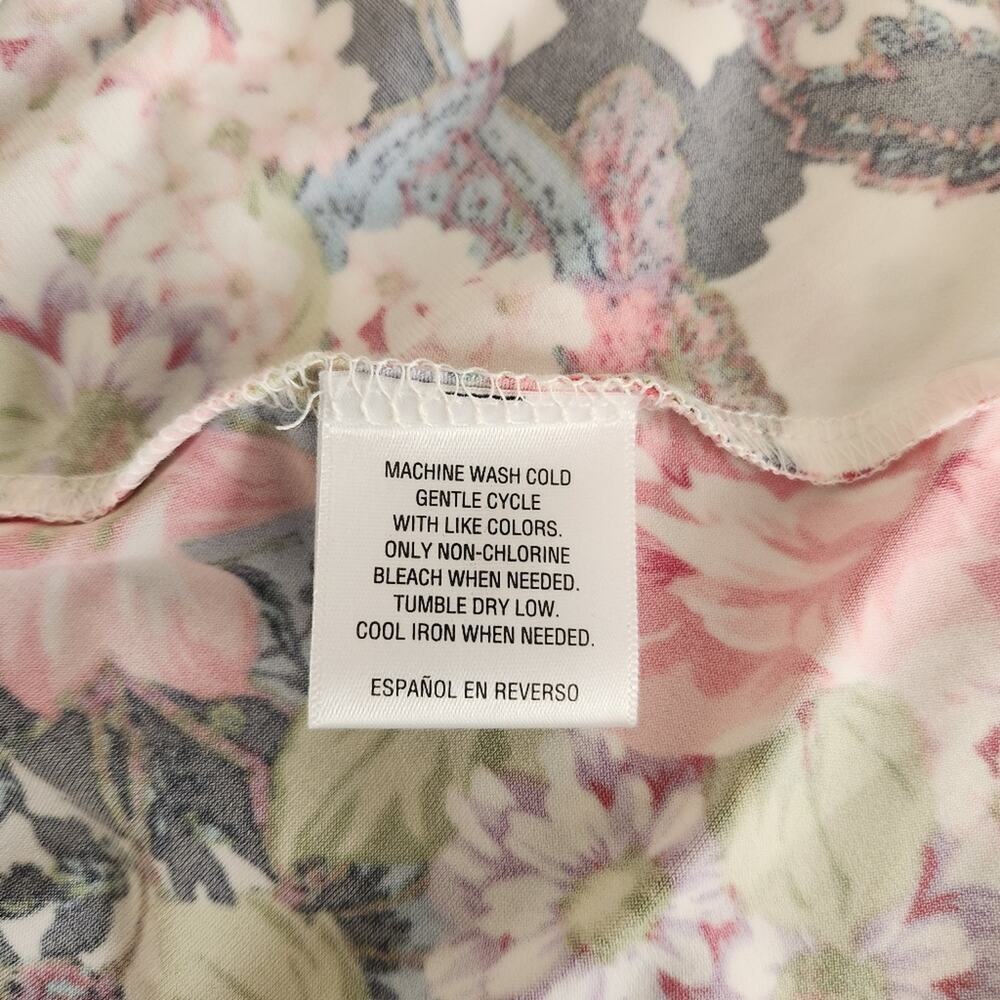 MACHINE WASH COLD
GENTLE CYCLE
WITH LIKE COLORS.
ONLY NON-CHLORINE
BLEACH WHEN NEEDED.
TUMBLE DRY LOW.
COOL IRON WHEN NEEDED.
ESPAÑOL EN REVERSO